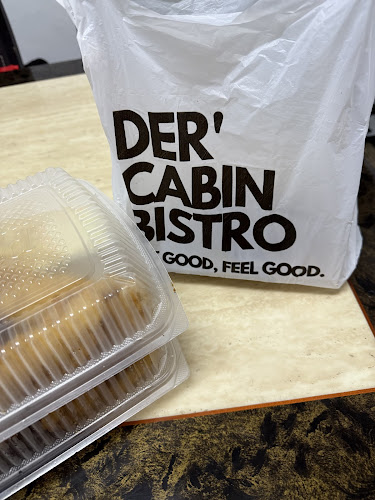 DER'
CABIN
BISTRO
GOOD, FEEL GOOD.